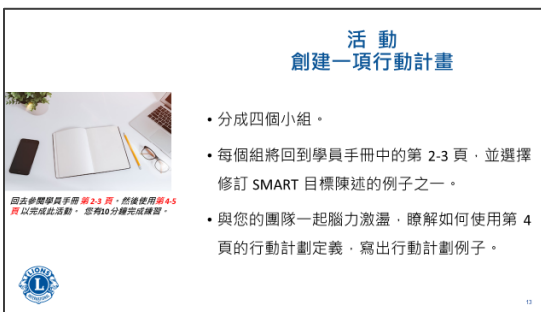 活 動
創建一項行動計畫
• 分成四個小組。
• 每個組將回到學員手冊中的第 2-3 頁，並選擇
修訂 SMART 目標陳述的例子之一。
• 與您的團隊一起腦力激盪，瞭解如何使用第 4
頁的行動計劃定義，寫出行動計劃例子。
回去參閱學員手冊 第2-3 頁，然後使用第4-5
頁 以完成此活動。 您有10分鐘完成練習。
LIONS
L
INTERNATIONAL
13